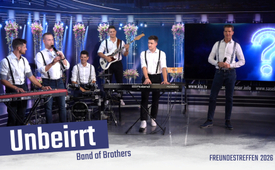 Unbeirrt
Band of Brothers
FREUNDESTREFFEN 2026